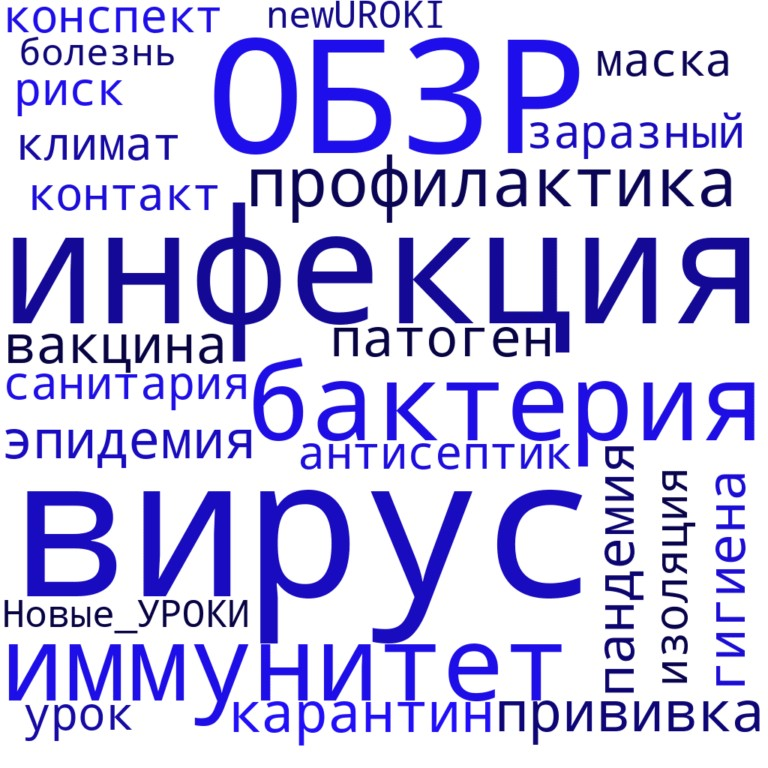 конспект
newUROKI
болезнь
ОБЗР
маска
риск
заразный
климат
профилактика
контакт
инфекция
вакцина
патоген
санитария
бактерия
эпидемия
антисептик
вирус
пандемия
изоляция
гигиена
Новые_УРОКИ
иммунитет
урок
карантин
прививка